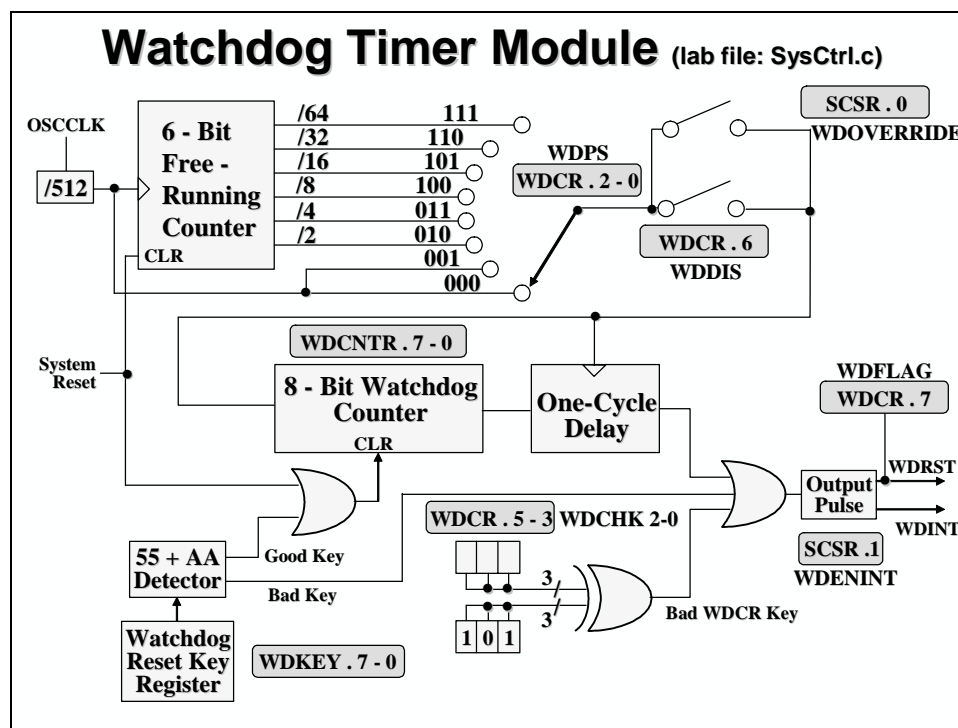 Watchdog Timer Module (lab file: SysCtrl.c)
OSCCLK
/512
6 - Bit
Free -
Running
Counter
CLR
/64 111
/32 110
/16 101
/8 100
/4 011
/2 010
001
000
WDPS
WDCR . 2 - 0
SCSR . 0
WDOVERRIDE
WDCR . 6
WDDIS
System
Reset
WDCNTR . 7 - 0
8 - Bit Watchdog
Counter
CLR
One-Cycle
Delay
WDFLAG
WDCR . 7
WDRST
Output
Pulse
WDINT
SCSR .1
WDENINT
WDCR . 5 - 3 WDCHK 2-0
3
3
1 0 1
Bad WDCR Key
55 + AA
Detector
Good Key
Bad Key
Watchdog
Reset Key
Register
WDKEY . 7 - 0